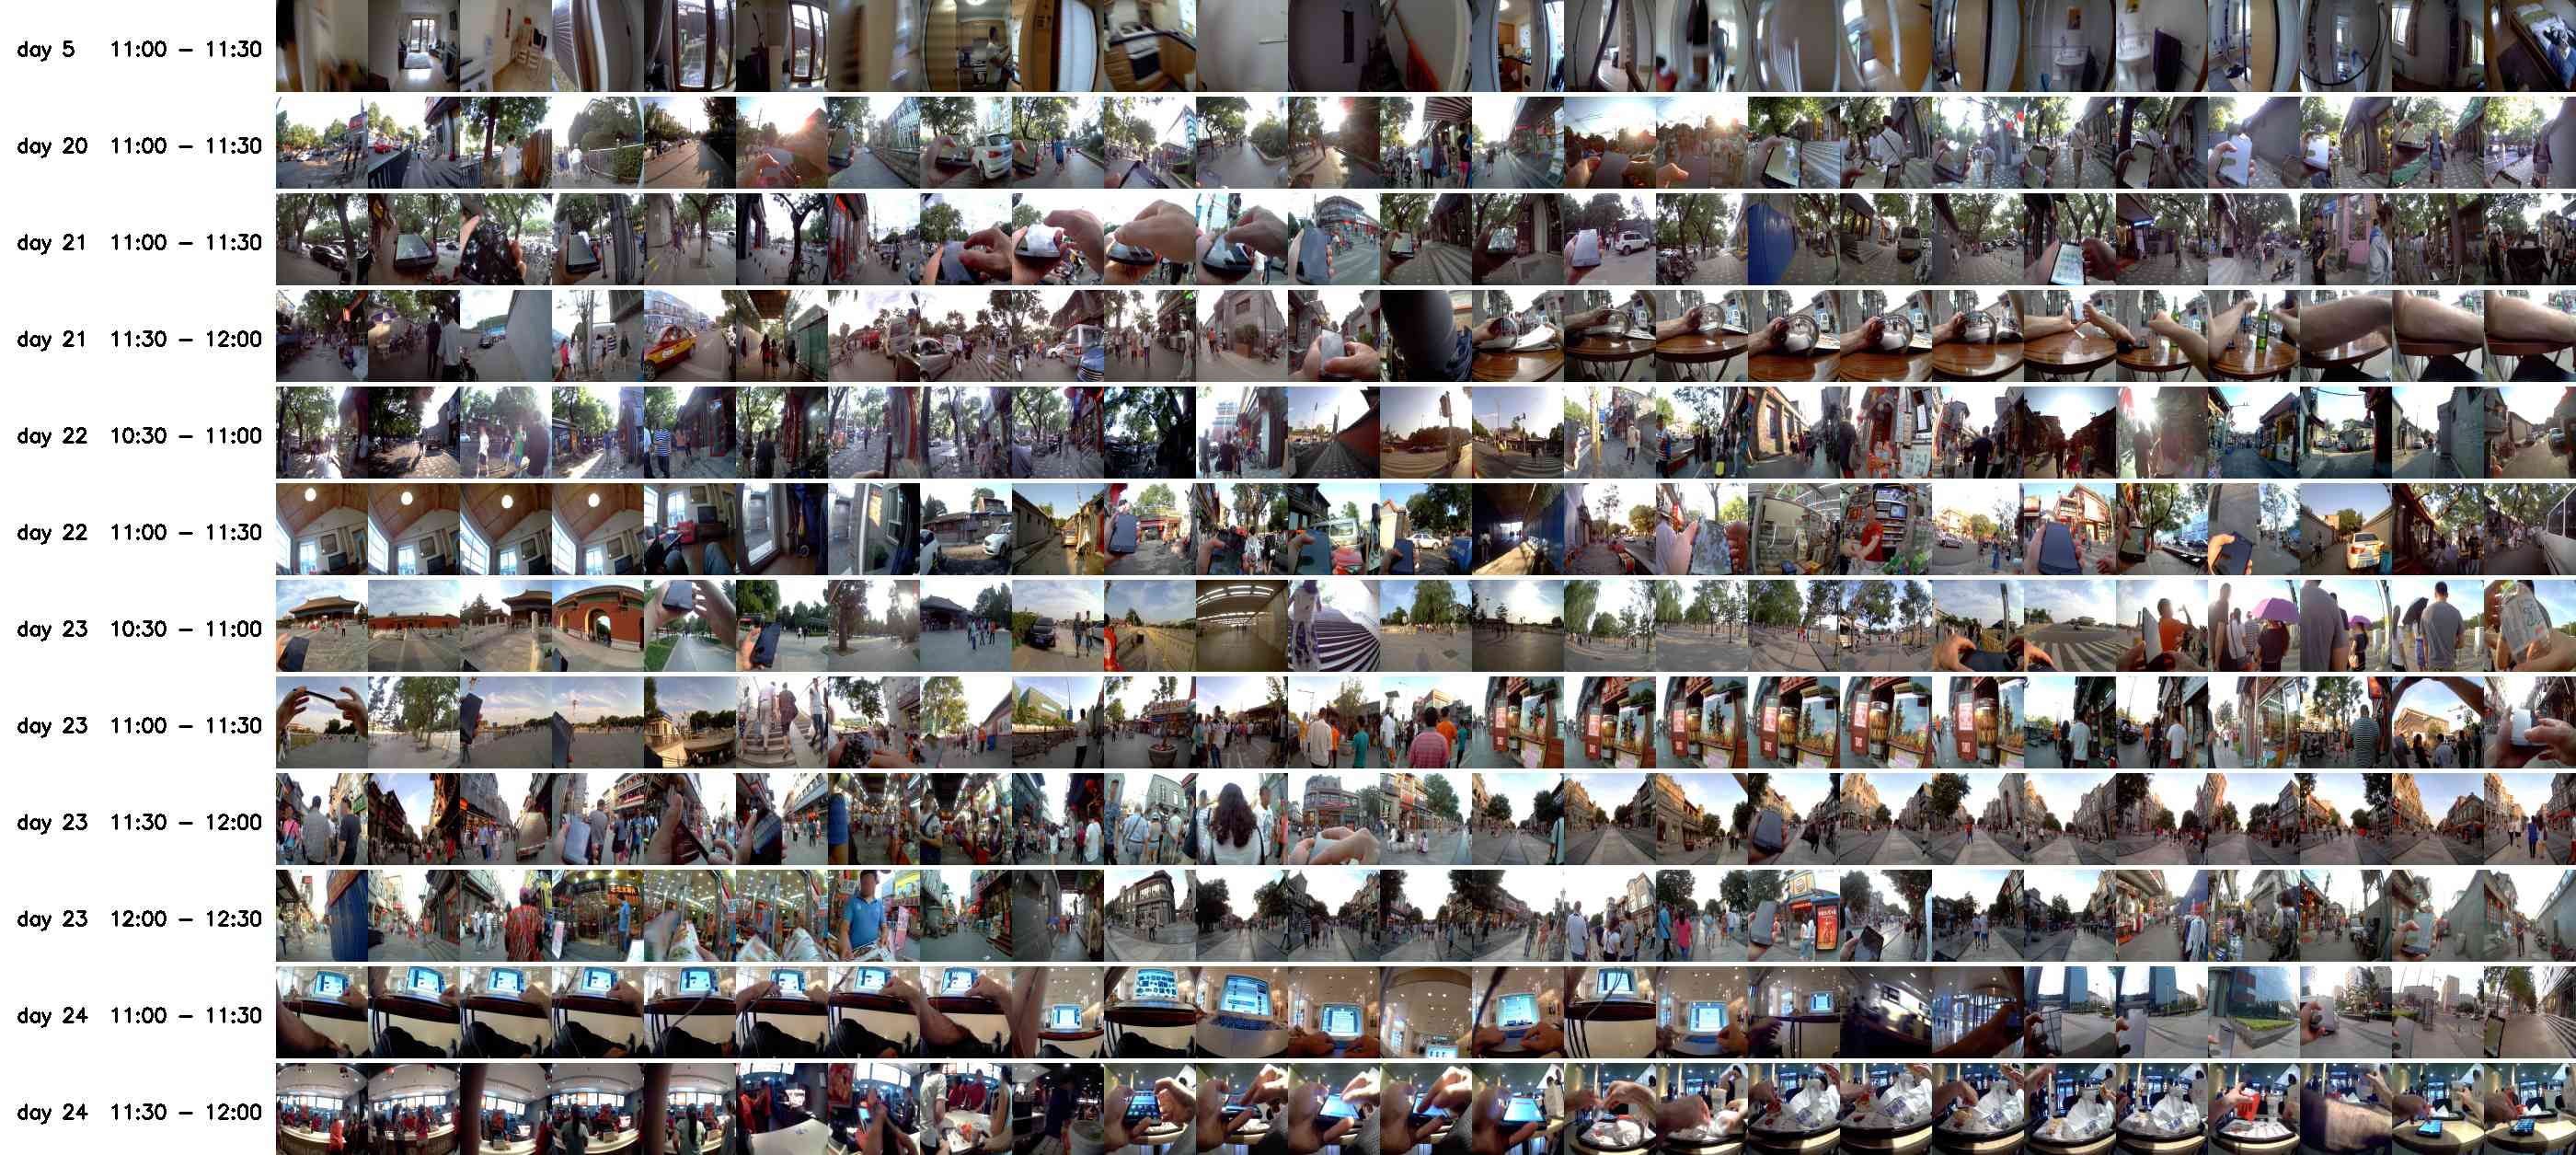 day 5 11:00 – 11:30
day 20 11:00 – 11:30
day 21 11:00 – 11:30
day 21 11:30 – 12:00
day 22 10:30 – 11:00
day 22 11:00 – 11:30
day 23 10:30 – 11:00
day 23 11:00 – 11:30
day 23 11:30 – 12:00
day 23 12:00 – 12:30
day 24 11:00 – 11:30
day 24 11:30 – 12:00